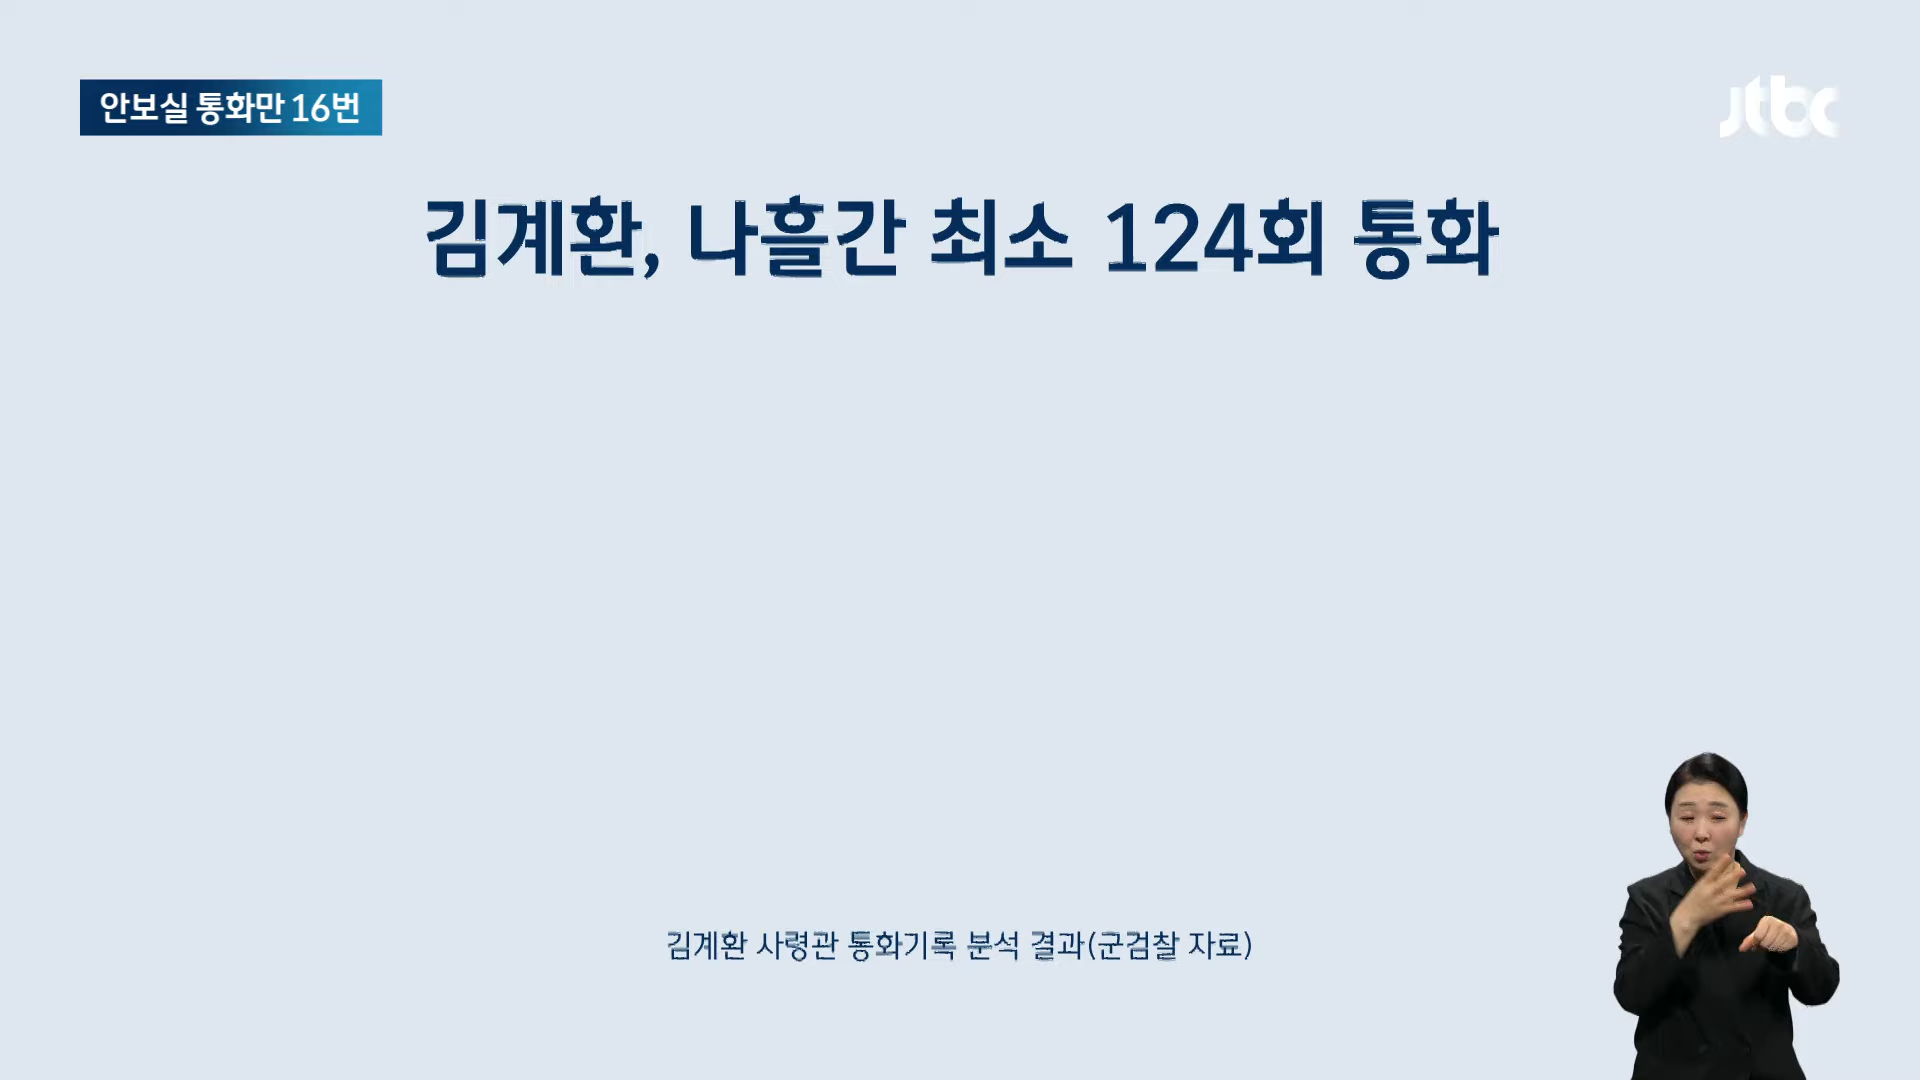 안보실 통화만 16번
jtbc
김계환, 나흘간 최소 124회 통화
김계환 사령관 통화기록 분석 결과(군검찰 자료)